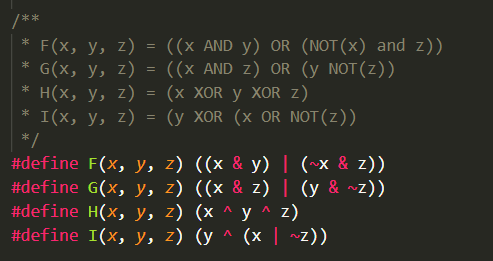 /**
* F(x, y, z) = ((x AND y) OR (NOT(x) and z))
* G(x, y, z) = ((x AND z) OR (y NOT(z))
* H(x, y, z) = (x XOR y XOR z)
* I(x, y, z) = (y XOR (x OR NOT(z))
*/
#define F(x, y, z) ((x & y) | (~x & z))
#define G(x, y, z) ((x & z) | (y & ~z))
#define H(x, y, z) (x ^ y ^ z)
#define I(x, y, z) (y ^ (x | ~z))